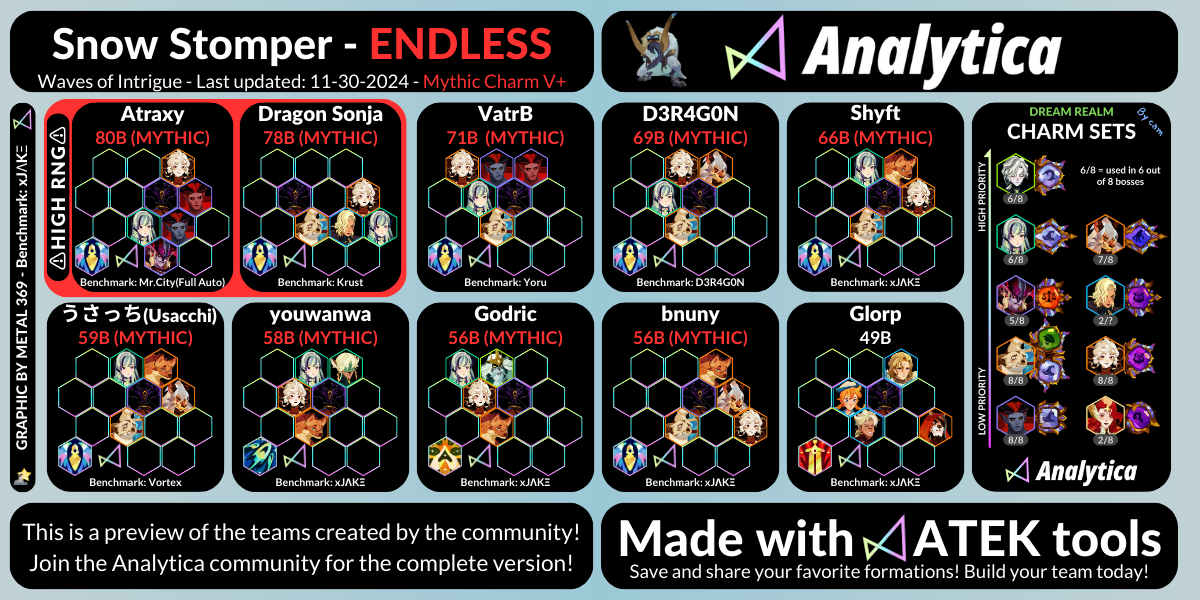 Snow Stomper - ENDLESS
Waves of Intrigue - Last updated: 11-30-2024 - Mythic Charm V+
Analytica
GRAPHIC BY METAL 369 - Benchmark: xJΛKΞ
⚠HIGH RNG⚠
Atraxy
80B (MYTHIC)
Benchmark: Mr.City(Full Auto)
Dragon Sonja
78B (MYTHIC)
Benchmark: Krust
VatrB
71B (MYTHIC)
Benchmark: Yoru
D3R4G0N
69B (MYTHIC)
Benchmark: D3R4G0N
Shyft
66B (MYTHIC)
Benchmark: xJΛKΞ
うさっち(Usacchi)
59B (MYTHIC)
Benchmark: Vortex
youwanwa
58B (MYTHIC)
Benchmark: xJΛKΞ
Godric
56B (MYTHIC)
Benchmark: xJΛKΞ
bnuny
56B (MYTHIC)
Benchmark: xJΛKΞ
Glorp
49B
Benchmark: xJΛKΞ
DREAM REALM
CHARM SETS
By cam
HIGH PRIORITY
LOW PRIORITY
6/8 = used in 6 out
of 8 bosses
6/8
6/8
7/8
5/8
2/?
8/8
8/8
8/8
2/8
Analytica
This is a preview of the teams created by the community!
Join the Analytica community for the complete version!
Made with ATEK tools
Save and share your favorite formations! Build your team today!